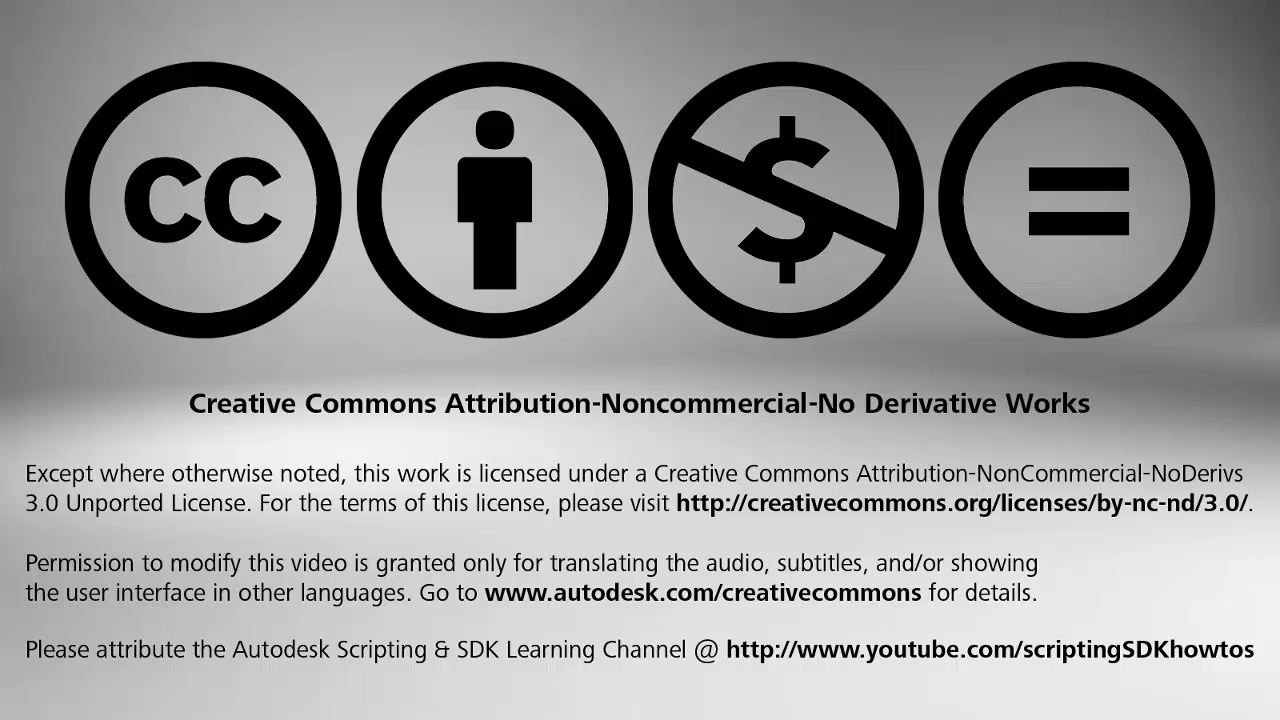 cc
$
=
Creative Commons Attribution-Noncommercial-No Derivative Works
Except where otherwise noted, this work is licensed under a Creative Commons Attribution-NonCommercial-NoDerivs
3.0 Unported License. For the terms of this license, please visit http://creativecommons.org/licenses/by-nc-nd/3.0/.
Permission to modify this video is granted only for translating the audio, subtitles, and/or showing
the user interface in other languages. Go to www.autodesk.com/creativecommons for details.
Please attribute the Autodesk Scripting & SDK Learning Channel @ http://www.youtube.com/scriptingSDKhowtos